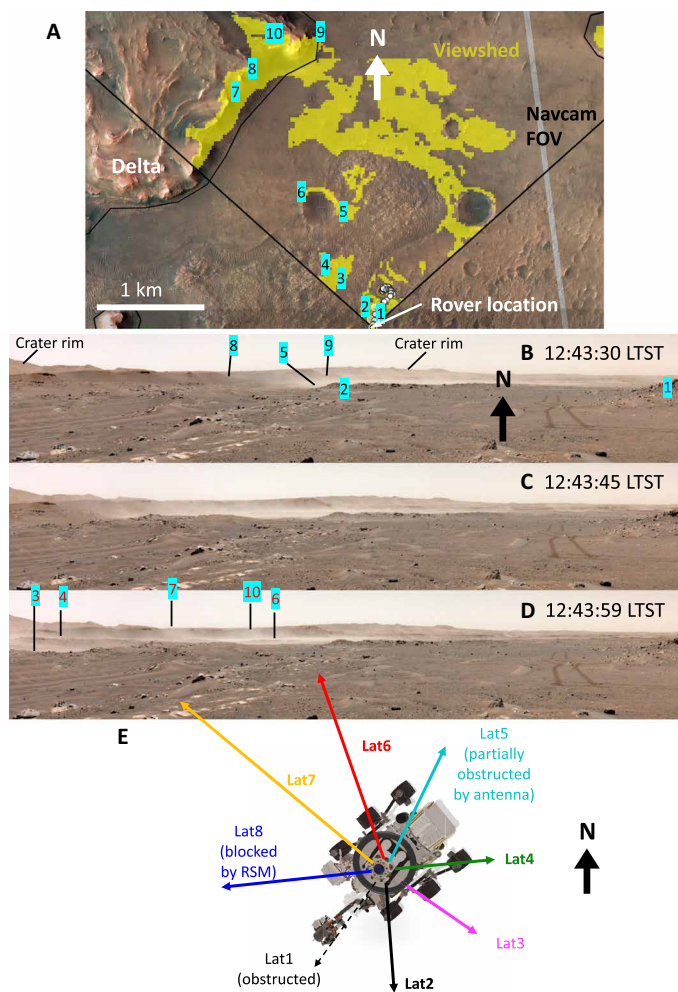 A
10
9
N
Viewshed
8
7
Navcam
FOV
Delta
6
5
4
3
1 km
2
1
Rover location
Crater rim
8
5
9
Crater rim
B 12:43:30 LTST
2
N
1
C 12:43:45 LTST
3
4
7
10
6
D 12:43:59 LTST
E
Lat5
(partially
obstructed
by antenna)
Lat6
Lat7
Lat8
(blocked
by RSM)
N
Lat4
Lat3
Lat1
(obstructed)
Lat2